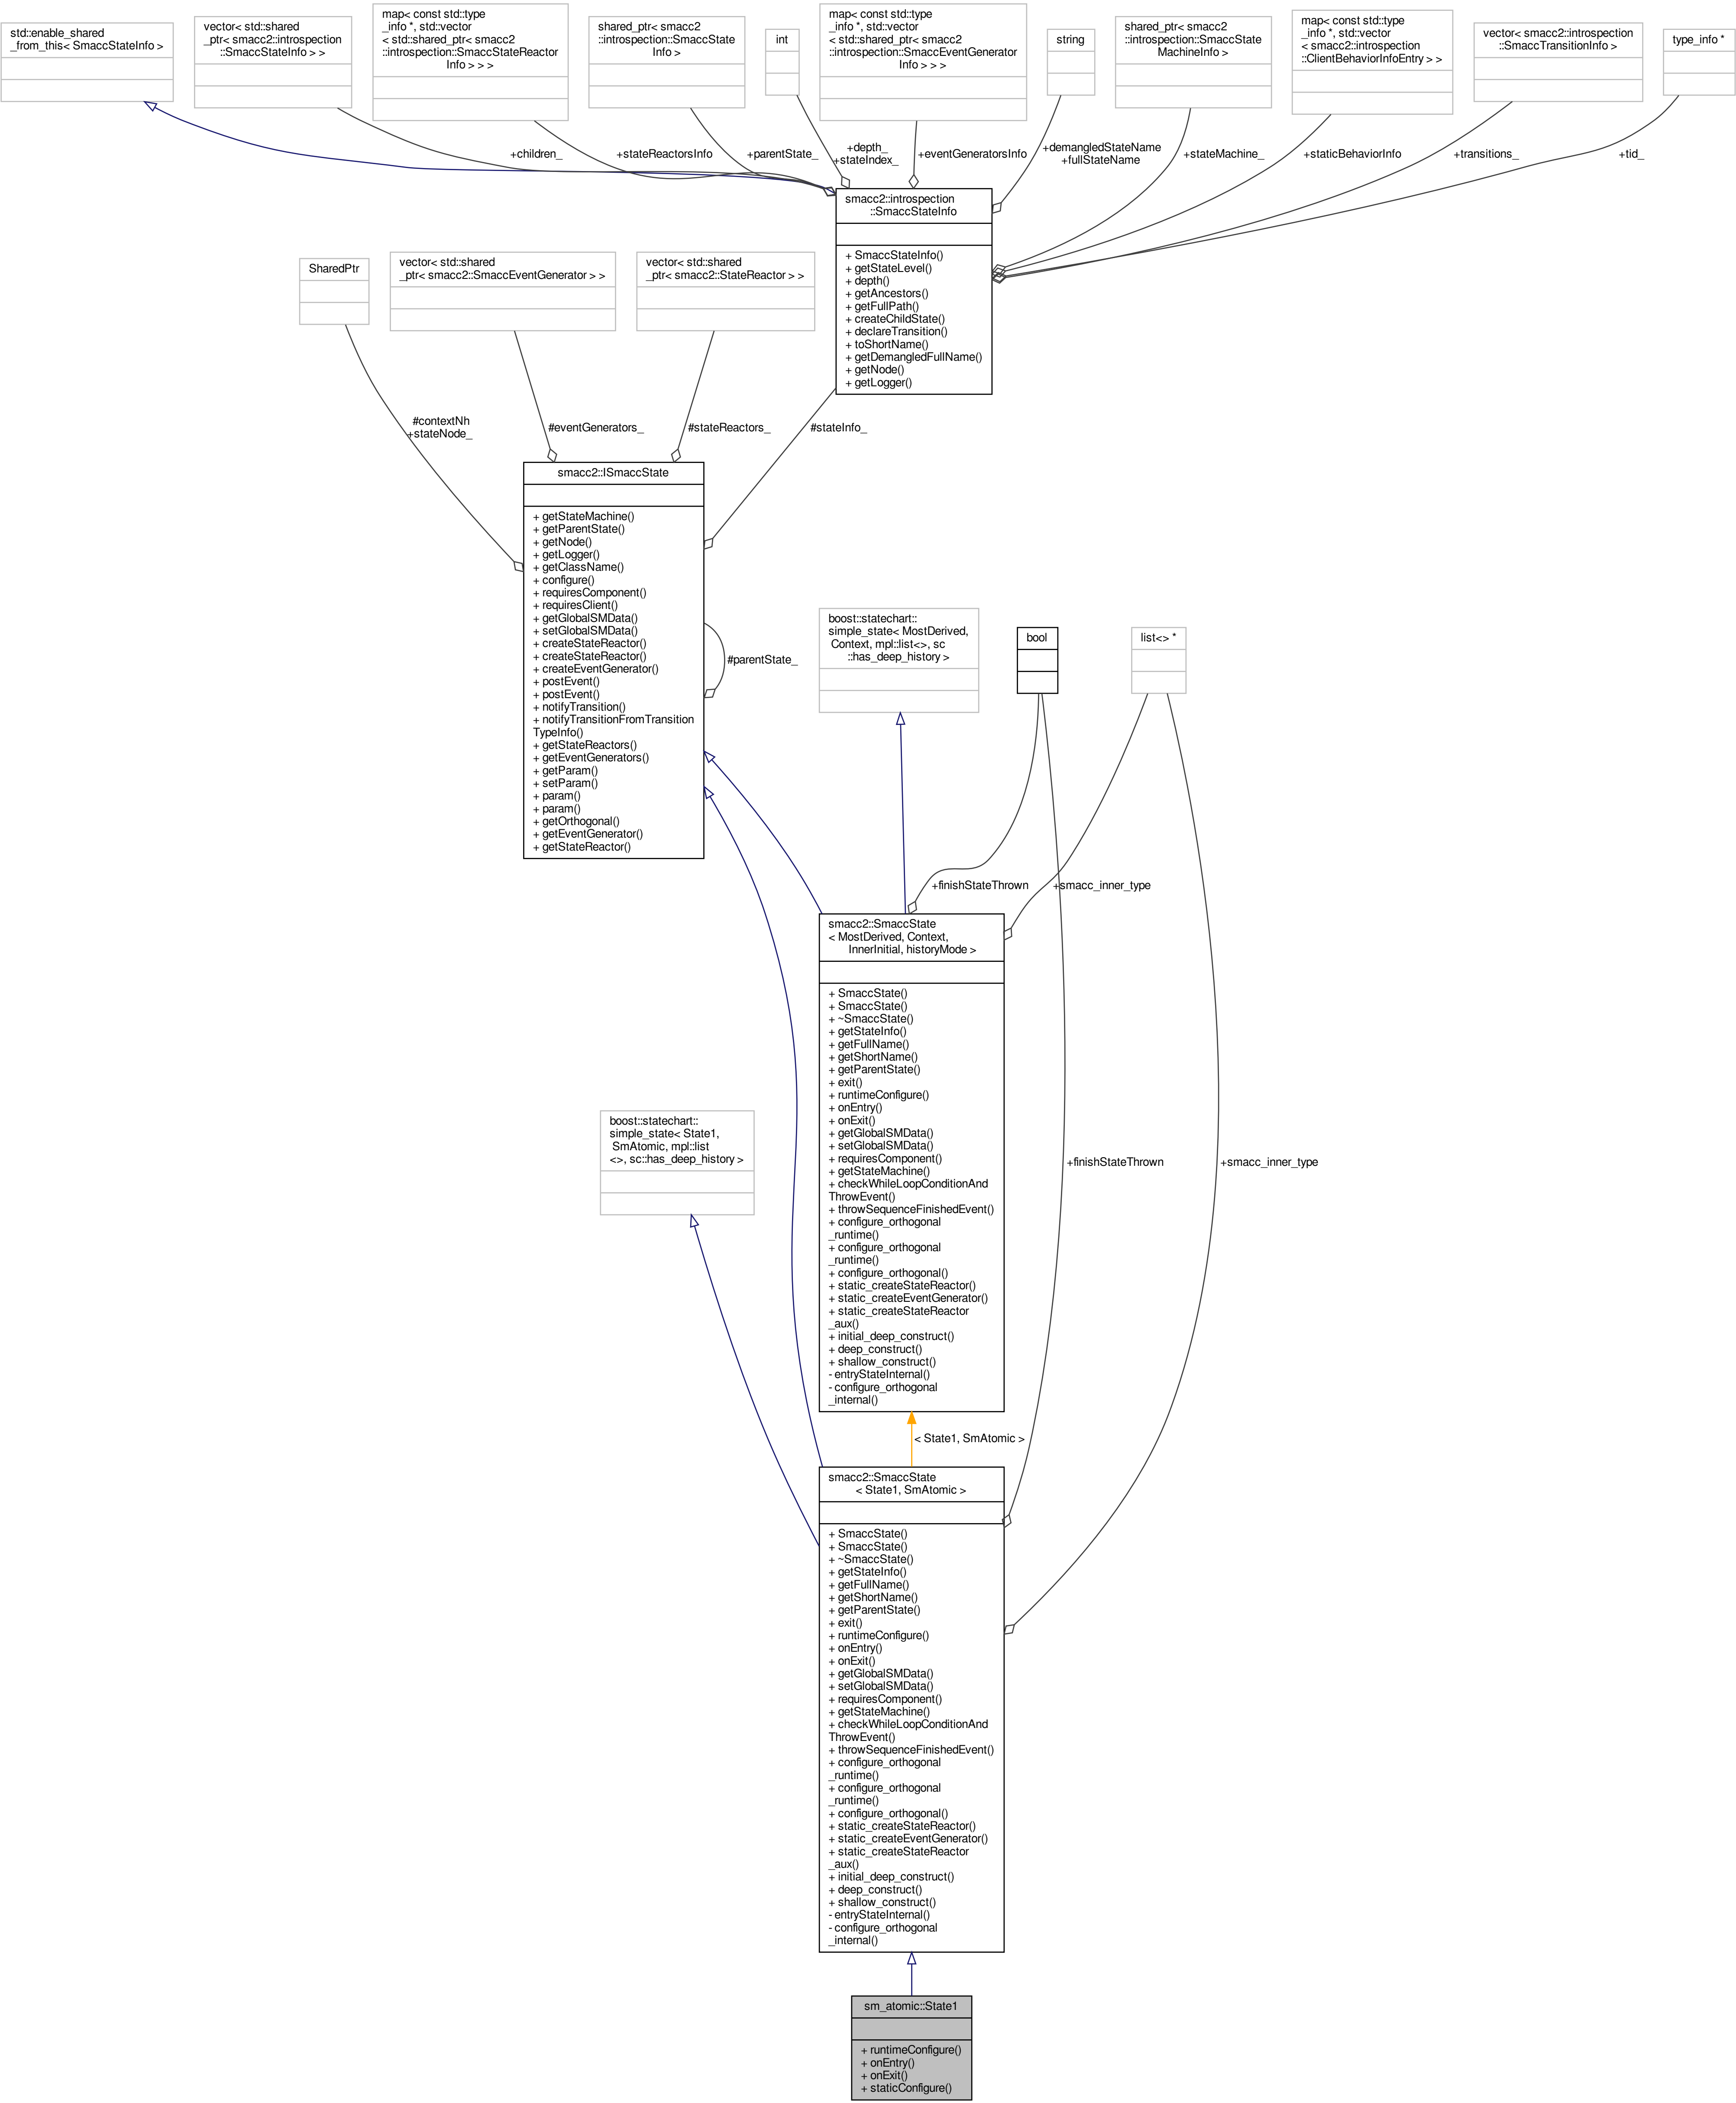 std::enable_shared
_from_this< SmaccStateInfo >
vector< std::shared
_ptr< smacc2::introspection
::SmaccStateInfo > >
map< const std::type
_info *, std::vector
< std::shared_ptr< smacc2
::introspection::SmaccStateReactor
Info > > >
shared_ptr< smacc2
::introspection::SmaccState
Info >
int
map< const std::type
_info *, std::vector
< std::shared_ptr< smacc2
::introspection::SmaccEventGenerator
Info > > >
string
shared_ptr< smacc2
::introspection::SmaccState
MachineInfo >
map< const std::type
_info *, std::vector
< smacc2::introspection
::ClientBehaviorInfoEntry > >
vector< smacc2::introspection
::SmaccTransitionInfo >
type_info *
+children_
+stateReactorsInfo
+parentState_
+depth_
+stateIndex_
+eventGeneratorsInfo
+demangledStateName
+fullStateName
+stateMachine_
+staticBehaviorInfo
+transitions_
+tid_
smacc2::introspection
::SmaccStateInfo
+ SmaccStateInfo()
+ getStateLevel()
+ depth()
+ getAncestors()
+ getFullPath()
+ createChildState()
+ declareTransition()
+ toShortName()
+ getDemangledFullName()
+ getNode()
+ getLogger()
SharedPtr
vector< std::shared
_ptr< smacc2::SmaccEventGenerator > >
vector< std::shared
_ptr< smacc2::StateReactor > >
#contextNh
+stateNode_
#eventGenerators_
#stateReactors_
#stateInfo_
smacc2::ISmaccState
+ getStateMachine()
+ getParentState()
+ getNode()
+ getLogger()
+ getClassName()
+ configure()
+ requiresComponent()
+ requiresClient()
+ getGlobalSMData()
+ setGlobalSMData()
+ createStateReactor()
+ createStateReactor()
+ createEventGenerator()
+ postEvent()
+ postEvent()
+ notifyTransition()
+ notifyTransitionFromTransition
TypeInfo()
+ getStateReactors()
+ getEventGenerators()
+ getParam()
+ setParam()
+ param()
+ param()
+ getOrthogonal()
+ getEventGenerator()
+ getStateReactor()
#parentState_
boost::statechart::
simple_state< MostDerived,
Context, mpl::list<>, sc
::has_deep_history >
bool
list<> *
+finishStateThrown
+smacc_inner_type
smacc2::SmaccState
< MostDerived, Context,
InnerInitial, historyMode >
+ SmaccState()
+ SmaccState()
+ ~SmaccState()
+ getStateInfo()
+ getFullName()
+ getShortName()
+ getParentState()
+ exit()
+ runtimeConfigure()
+ onEntry()
+ onExit()
+ getGlobalSMData()
+ setGlobalSMData()
+ requiresComponent()
+ getStateMachine()
+ checkWhileLoopConditionAnd
ThrowEvent()
+ throwSequenceFinishedEvent()
+ configure_orthogonal
_runtime()
+ configure_orthogonal
_runtime()
+ configure_orthogonal()
+ static_createStateReactor()
+ static_createEventGenerator()
+ static_createStateReactor
_aux()
+ initial_deep_construct()
+ deep_construct()
+ shallow_construct()
- entryStateInternal()
- configure_orthogonal
_internal()
boost::statechart::
simple_state< State1,
SmAtomic, mpl::list
<>, sc::has_deep_history >
+finishStateThrown
+smacc_inner_type
< State1, SmAtomic >
smacc2::SmaccState
< State1, SmAtomic >
+ SmaccState()
+ SmaccState()
+ ~SmaccState()
+ getStateInfo()
+ getFullName()
+ getShortName()
+ getParentState()
+ exit()
+ runtimeConfigure()
+ onEntry()
+ onExit()
+ getGlobalSMData()
+ setGlobalSMData()
+ requiresComponent()
+ getStateMachine()
+ checkWhileLoopConditionAnd
ThrowEvent()
+ throwSequenceFinishedEvent()
+ configure_orthogonal
_runtime()
+ configure_orthogonal
_runtime()
+ configure_orthogonal()
+ static_createStateReactor()
+ static_createEventGenerator()
+ static_createStateReactor
_aux()
+ initial_deep_construct()
+ deep_construct()
+ shallow_construct()
- entryStateInternal()
- configure_orthogonal
_internal()
sm_atomic::State1
+ runtimeConfigure()
+ onEntry()
+ onExit()
+ staticConfigure()